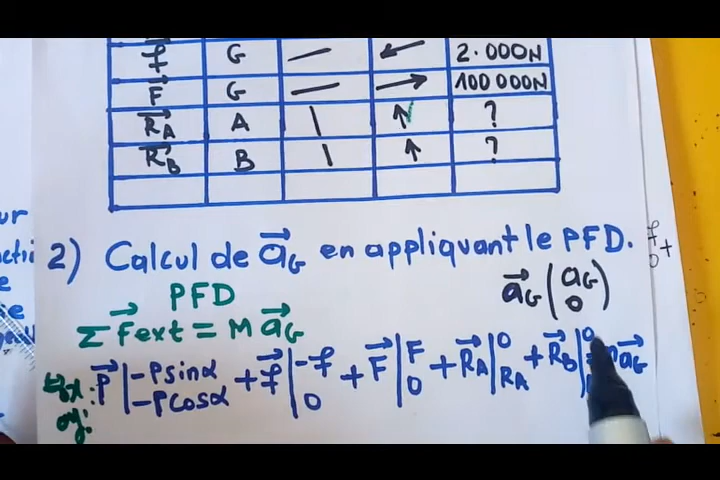 f G — ← 2.000N
F G — → 100 000N
RA A \ ↑ ?
RB B \ ↑ ?
2) Calcul de aG en appliquant le PFD.
PFD
aG (aG 0)
Σ Fext = M aG
P | -Psinα -Pcosα + f | -f 0 + F | F 0 + RA | 0 RA + RB | 0
oy: